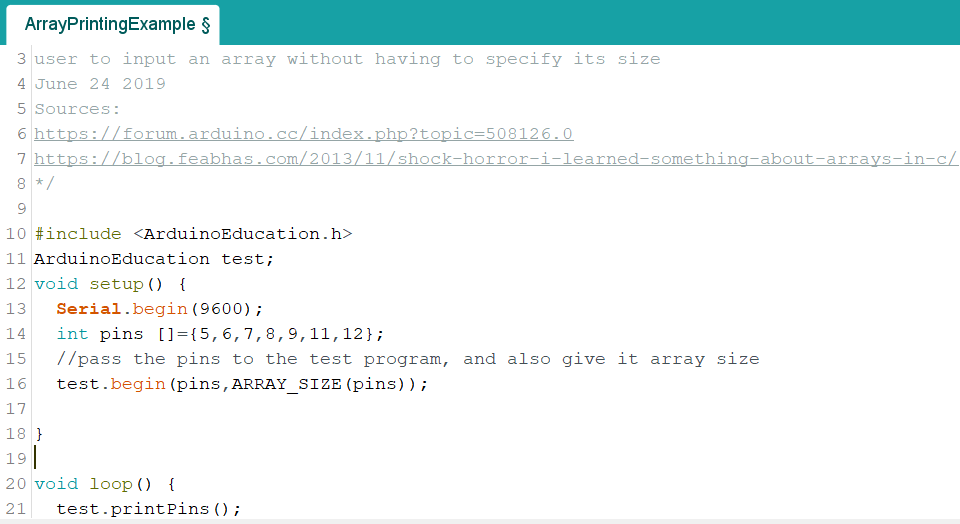 ArrayPrintingExample §
3 user to input an array without having to specify its size
4 June 24 2019
5 Sources:
6 https://forum.arduino.cc/index.php?topic=508126.0
7 https://blog.feabhas.com/2013/11/shock-horror-i-learned-something-about-arrays-in-c/
8 */
9
10 #include <ArduinoEducation.h>
11 ArduinoEducation test;
12 void setup() {
13   Serial.begin(9600);
14   int pins []={5,6,7,8,9,11,12};
15   //pass the pins to the test program, and also give it array size
16   test.begin(pins,ARRAY_SIZE(pins));
17
18 }
19
20 void loop() {
21   test.printPins();